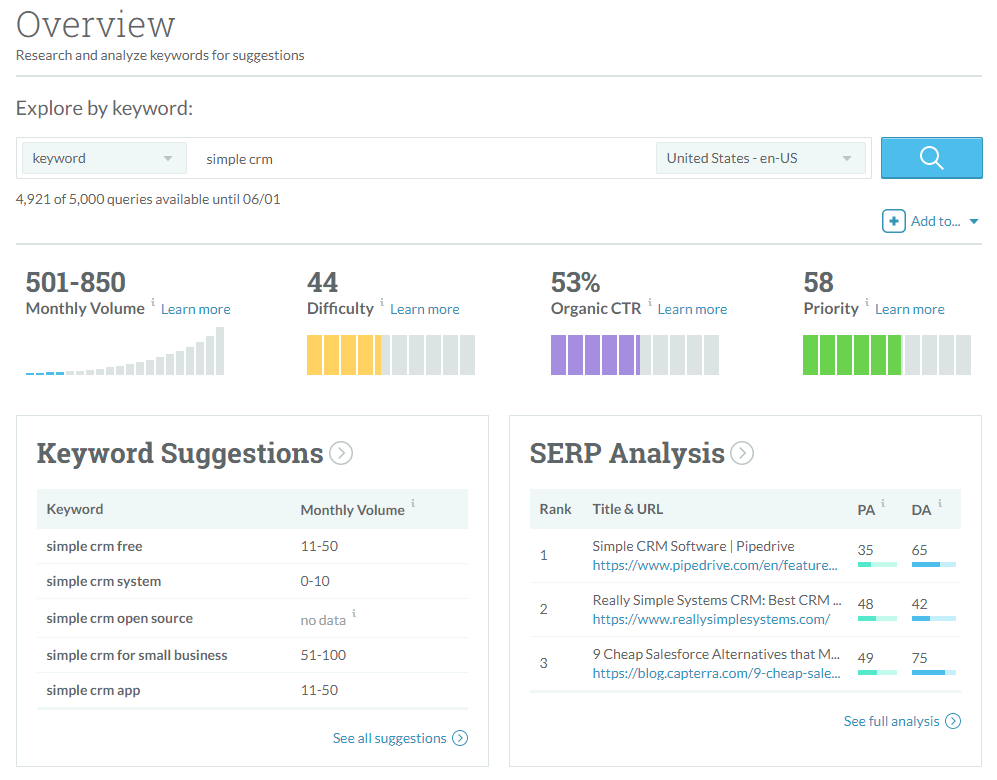 Overview
Research and analyze keywords for suggestions
Explore by keyword:
keyword simple crm United States - en-US
4,921 of 5,000 queries available until 06/01
Add to...
501-850 44 53% 58
Monthly Volume i Learn more Difficulty i Learn more Organic CTR i Learn more Priority i Learn more
Keyword Suggestions
Keyword Monthly Volume i
simple crm free 11-50
simple crm system 0-10
simple crm open source no data i
simple crm for small business 51-100
simple crm app 11-50
See all suggestions
SERP Analysis
Rank Title & URL PA i DA i
1 Simple CRM Software | Pipedrive 35 65
https://www.pipedrive.com/en/feature...
2 Really Simple Systems CRM: Best CRM ... 48 42
https://www.reallysimplesystems.com/
3 9 Cheap Salesforce Alternatives that M... 49 75
https://blog.capterra.com/9-cheap-sale...
See full analysis